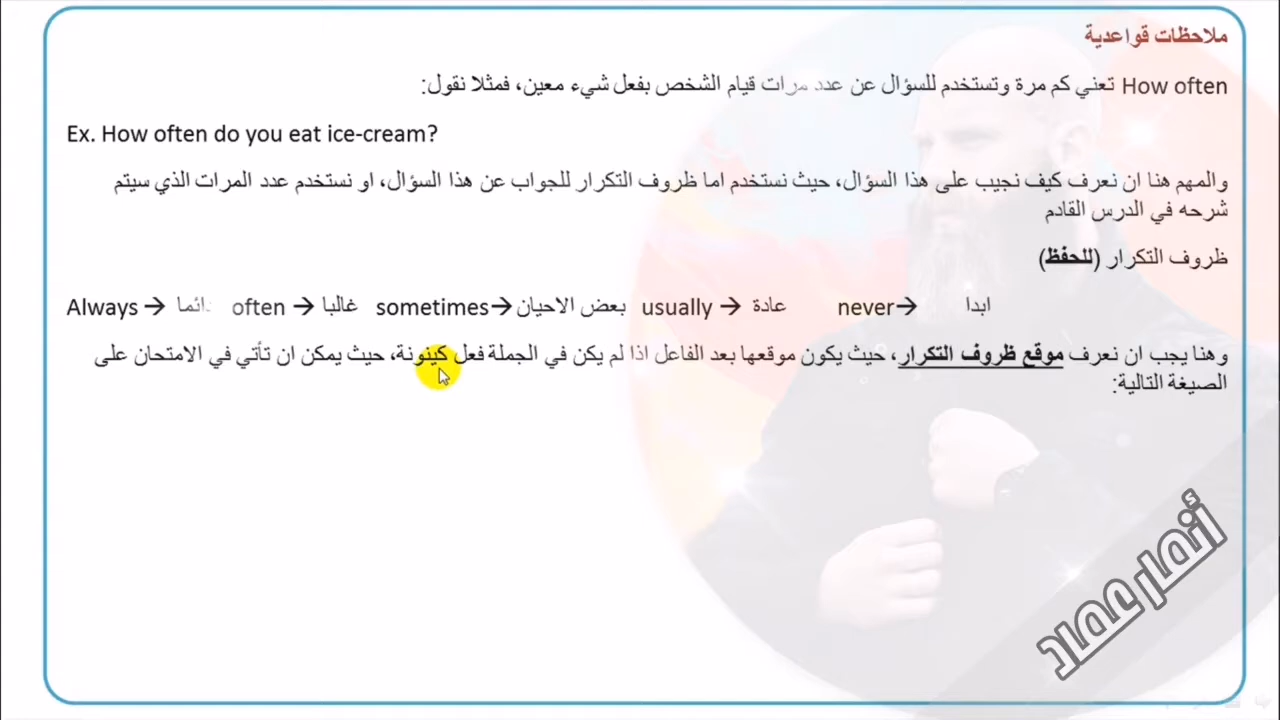 ملاحظات قواعدية
How often تعني كم مرة وتستخدم للسؤال عن عدد مرات قيام الشخص بفعل شيء معين، فمثلا نقول:
Ex. How often do you eat ice-cream?
والمهم هنا ان نعرف كيف نجيب على هذا السؤال، حيث نستخدم اما ظروف التكرار للجواب عن هذا السؤال، او نستخدم عدد المرات الذي سيتم
شرحه في الدرس القادم
ظروف التكرار (للحفظ)
Always → دائما often → غالبا sometimes→ بعض الاحيان usually → عادة never→ ابدا
وهنا يجب ان نعرف موقع ظروف التكرار، حيث يكون موقعها بعد الفاعل اذا لم يكن في الجملة فعل كينونة، حيث يمكن ان تأتي في الامتحان على
الصيغة التالية:
أنمار عماد